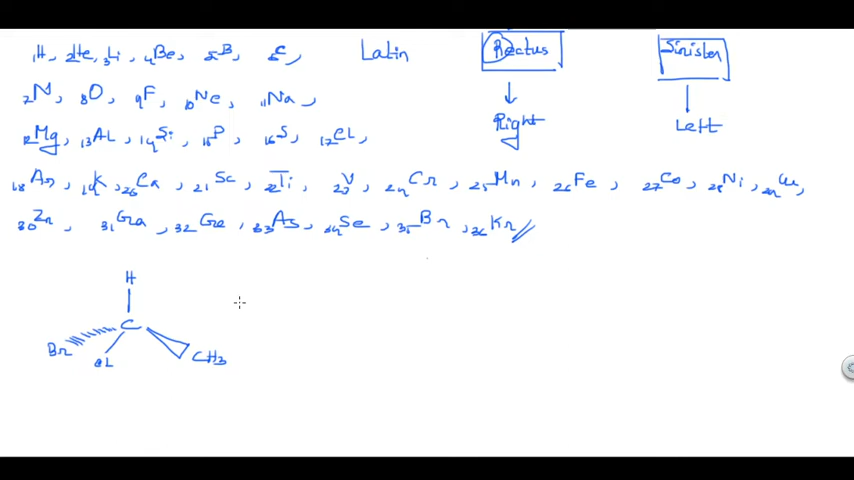 1H, 2He, 3Li, 4Be, 5B, 6C, Latin Rectus Sinister
7N, 8O, 9F, 10Ne, 11Na, Right Left
12Mg, 13AL, 14Si, 15P, 16S, 17CL,
18Ar, 19K, 20Ca, 21Sc, 22Ti, 23V, 24Cr, 25Mn, 26Fe, 27Co, 28Ni, 29Cu,
30Zn, 31Ga, 32Ge, 33As, 34Se, 35Br, 36Kr
H
C
Br CL CH3